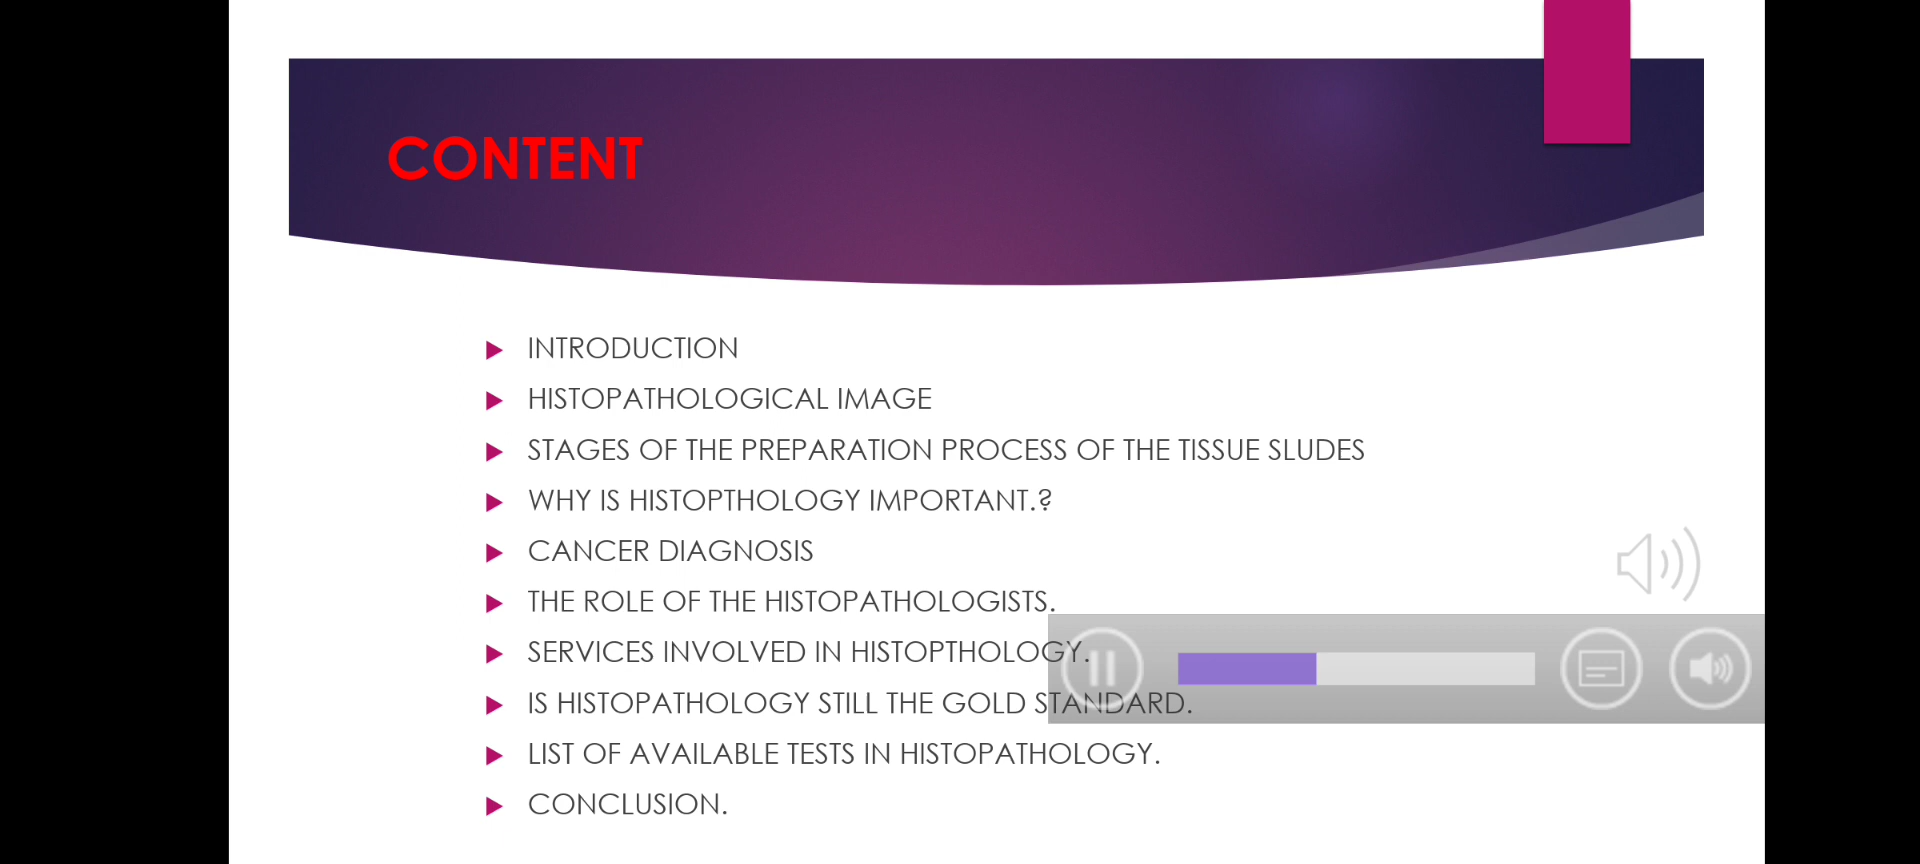 CONTENT
INTRODUCTION
HISTOPATHOLOGICAL IMAGE
STAGES OF THE PREPARATION PROCESS OF THE TISSUE SLUDES
WHY IS HISTOPTHOLOGY IMPORTANT.?
CANCER DIAGNOSIS
THE ROLE OF THE HISTOPATHOLOGISTS.
SERVICES INVOLVED IN HISTOPTHOLOGY.
IS HISTOPATHOLOGY STILL THE GOLD STANDARD.
LIST OF AVAILABLE TESTS IN HISTOPATHOLOGY.
CONCLUSION.